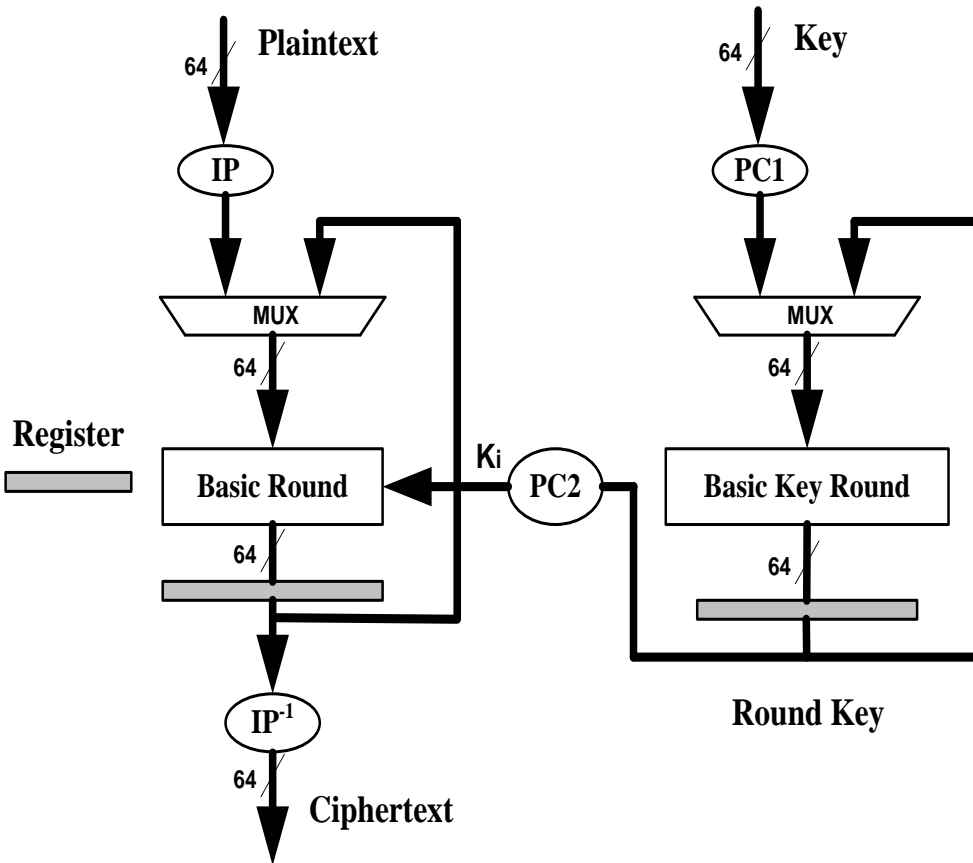 Plaintext
Key
64
64
IP
PC1
MUX
MUX
64
64
Register
Basic Round
Ki
PC2
Basic Key Round
64
64
IP-1
Round Key
64
Ciphertext